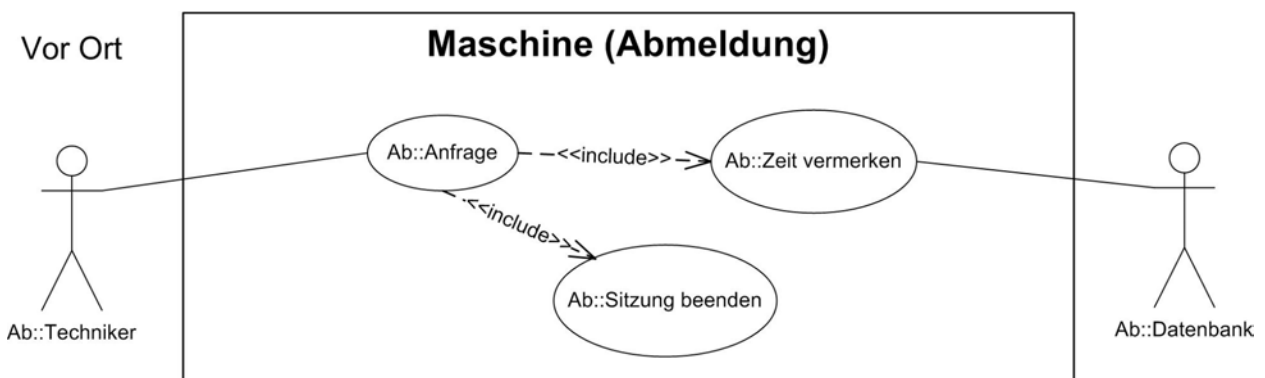 Vor Ort
Maschine (Abmeldung)
Ab::Anfrage
<<include>>
Ab::Zeit vermerken
<<include>>
Ab::Sitzung beenden
Ab::Techniker
Ab::Datenbank